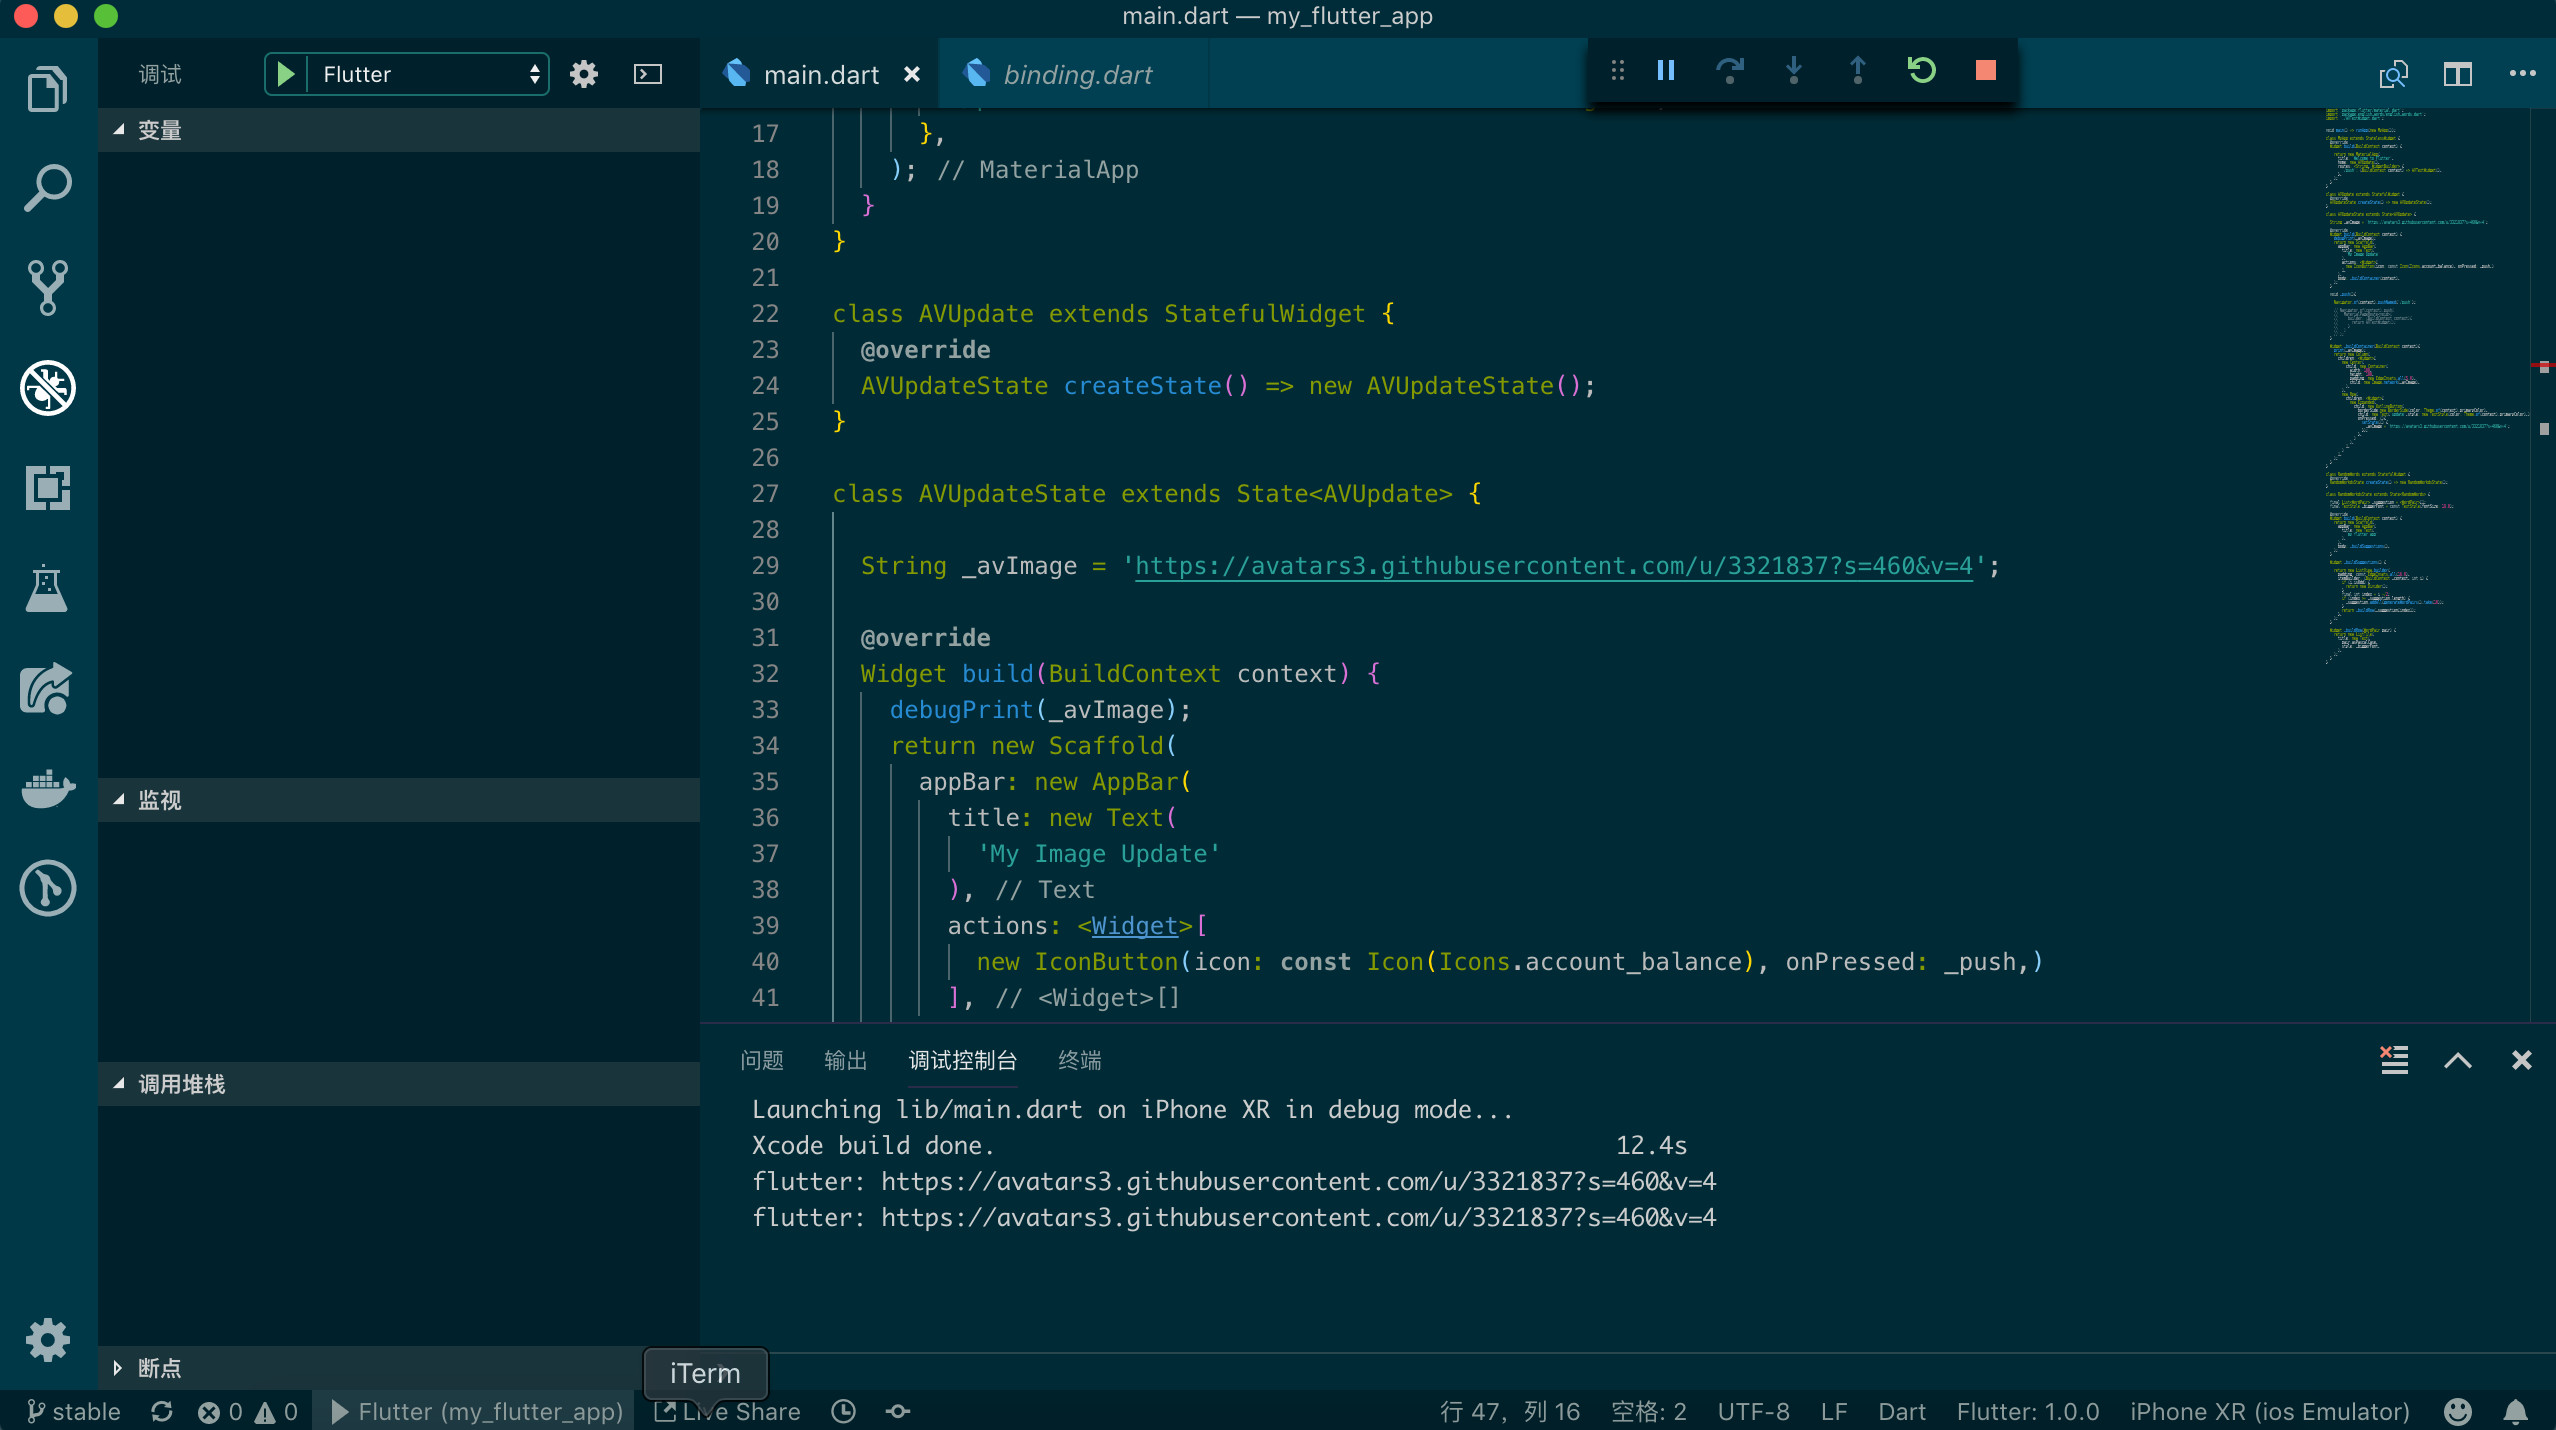 main.dart — my_flutter_app
调试
Flutter
main.dart
binding.dart
变量
监视
调用堆栈
断点
17 },
18 ); // MaterialApp
19 }
20 }
21
22 class AVUpdate extends StatefulWidget {
23 @override
24 AVUpdateState createState() => new AVUpdateState();
25 }
26
27 class AVUpdateState extends State<AVUpdate> {
28
29 String _avImage = 'https://avatars3.githubusercontent.com/u/3321837?s=460&v=4';
30
31 @override
32 Widget build(BuildContext context) {
33 debugPrint(_avImage);
34 return new Scaffold(
35 appBar: new AppBar(
36 title: new Text(
37 'My Image Update'
38 ), // Text
39 actions: <Widget>[
40 new IconButton(icon: const Icon(Icons.account_balance), onPressed: _push,)
41 ], // <Widget>[]
问题 输出 调试控制台 终端
Launching lib/main.dart on iPhone XR in debug mode...
Xcode build done. 12.4s
flutter: https://avatars3.githubusercontent.com/u/3321837?s=460&v=4
flutter: https://avatars3.githubusercontent.com/u/3321837?s=460&v=4
iTerm
stable 0 0 Flutter (my_flutter_app) Live Share 行 47，列 16 空格: 2 UTF-8 LF Dart Flutter: 1.0.0 iPhone XR (ios Emulator)